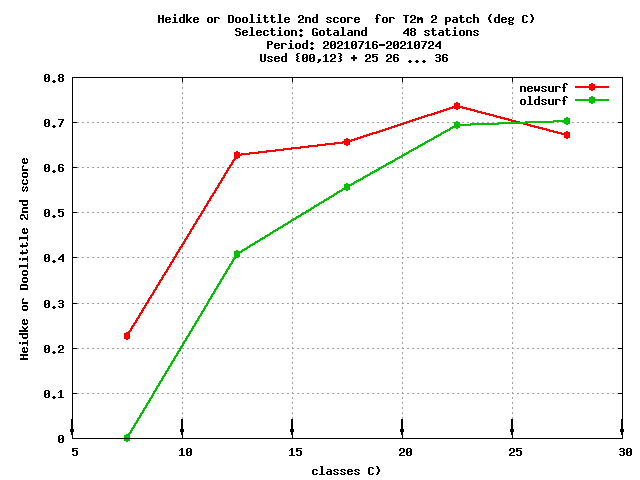 Heidke or Doolittle 2nd score  for T2m 2 patch (deg C)
Selection: Gotaland     48 stations
Period: 20210716-20210724
Used {00,12} + 25 26 ... 36
newsurf
oldsurf
Heidke or Doolittle 2nd score
0.8
0.7
0.6
0.5
0.4
0.3
0.2
0.1
0
5 10 15 20 25 30
classes C)